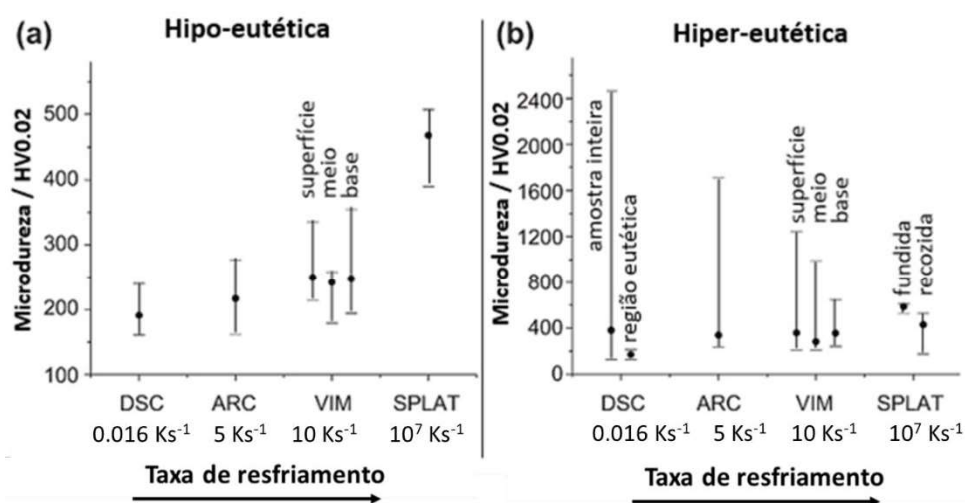 (a) Hipo-eutética
Microdureza / HV0.02
500
400
300
200
100
superfície
meio
base
DSC ARC VIM SPLAT
0.016 Ks⁻¹ 5 Ks⁻¹ 10 Ks⁻¹ 10⁷ Ks⁻¹
Taxa de resfriamento
(b) Hiper-eutética
Microdureza / HV0.02
2400
2000
1600
1200
800
400
0
amostra inteira
região eutética
superfície
meio
base
fundida
recozida
DSC ARC VIM SPLAT
0.016 Ks⁻¹ 5 Ks⁻¹ 10 Ks⁻¹ 10⁷ Ks⁻¹
Taxa de resfriamento